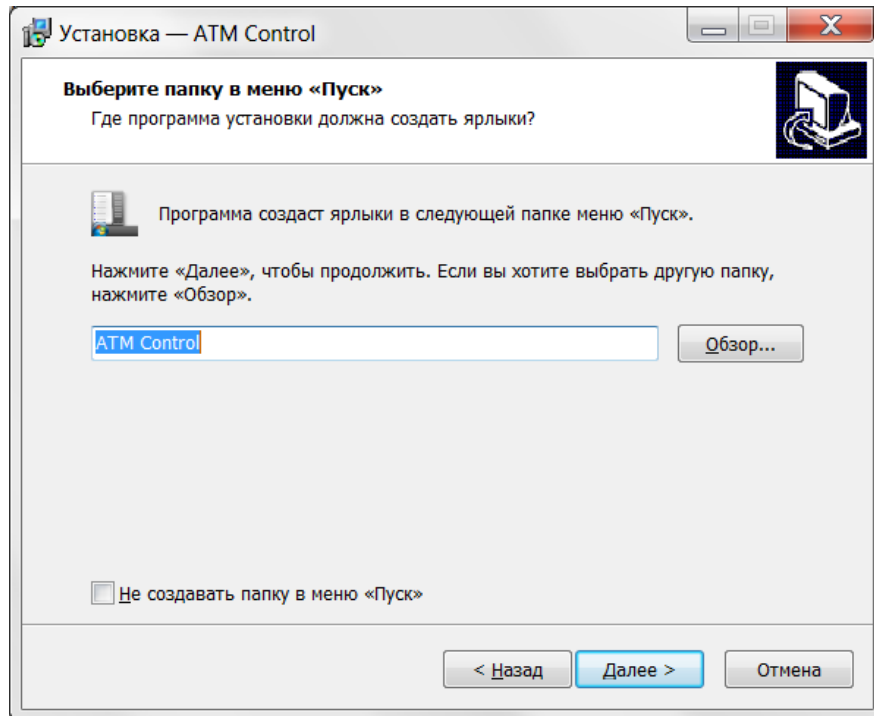 Установка — ATM Control
Выберите папку в меню «Пуск»
Где программа установки должна создать ярлыки?
Программа создаст ярлыки в следующей папке меню «Пуск».
Нажмите «Далее», чтобы продолжить. Если вы хотите выбрать другую папку,
нажмите «Обзор».
ATM Control
Обзор...
Не создавать папку в меню «Пуск»
< Назад
Далее >
Отмена